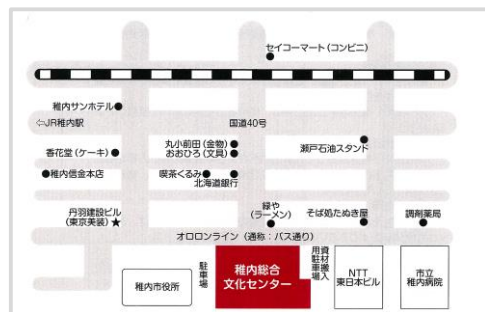 セイコーマート（コンビニ）
稚内サンホテル
⇦JR稚内駅
国道40号
丸小前田（金物）
おおひろ（文具）
瀬戸石油スタンド
香花堂（ケーキ）
稚内信金本店
喫茶くるみ
北海道銀行
丹羽建設ビル
（東京美装）★
緑や
（ラーメン）
そば処たぬき屋
調剤薬局
オロロンライン（通称：バス通り）
稚内市役所
駐車場
稚内総合
文化センター
資材搬入
用駐車場
NTT
東日本ビル
市立
稚内病院